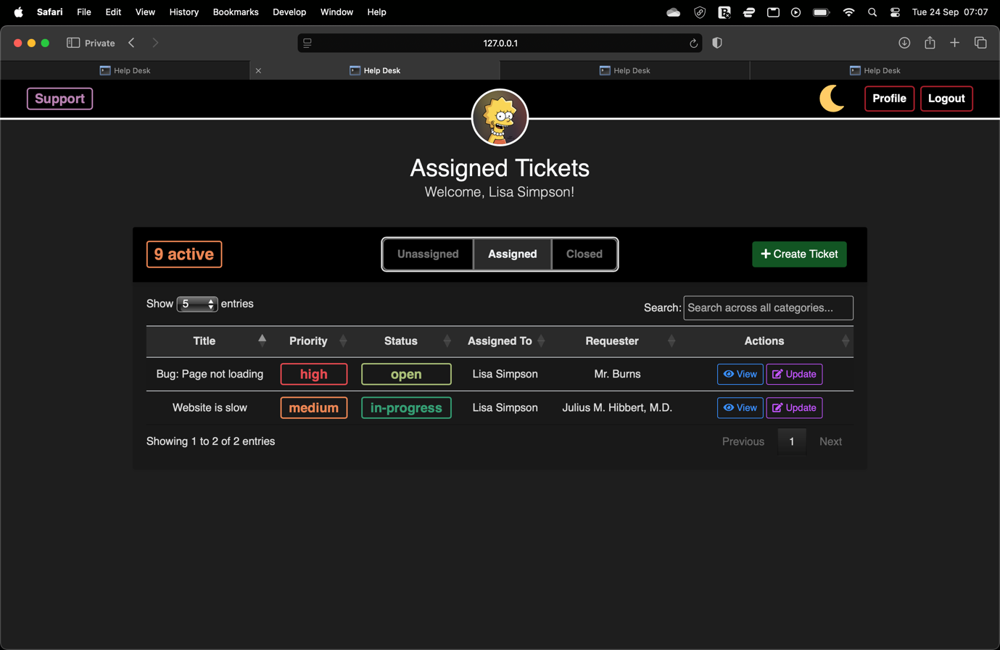 Safari File Edit View History Bookmarks Develop Window Help Tue 24 Sep 07:07
Private 127.0.0.1
Help Desk Help Desk Help Desk Help Desk
Support Profile Logout
Assigned Tickets
Welcome, Lisa Simpson!
9 active Unassigned Assigned Closed Create Ticket
Show 5 entries Search: Search across all categories...
Title Priority Status Assigned To Requester Actions
Bug: Page not loading high open Lisa Simpson Mr. Burns View Update
Website is slow medium in-progress Lisa Simpson Julius M. Hibbert, M.D. View Update
Showing 1 to 2 of 2 entries Previous 1 Next